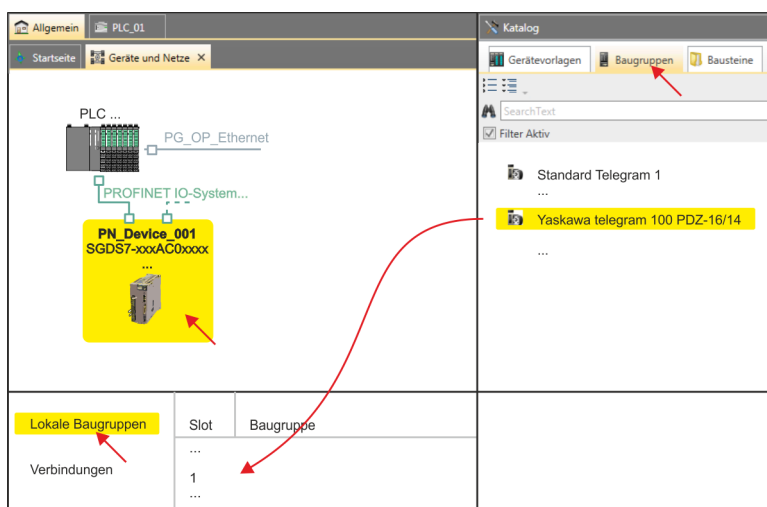 Allgemein
PLC_01
Startseite
Geräte und Netze X
PLC ...
PG_OP_Ethernet
PROFINET IO-System...
PN_Device_001
SGDS7-xxxAC0xxxx
...
Lokale Baugruppen
Verbindungen
Slot
Baugruppe
...
1
...
Katalog
Gerätevorlagen
Baugruppen
Bausteine
SearchText
Filter Aktiv
Standard Telegram 1
...
Yaskawa telegram 100 PDZ-16/14
...